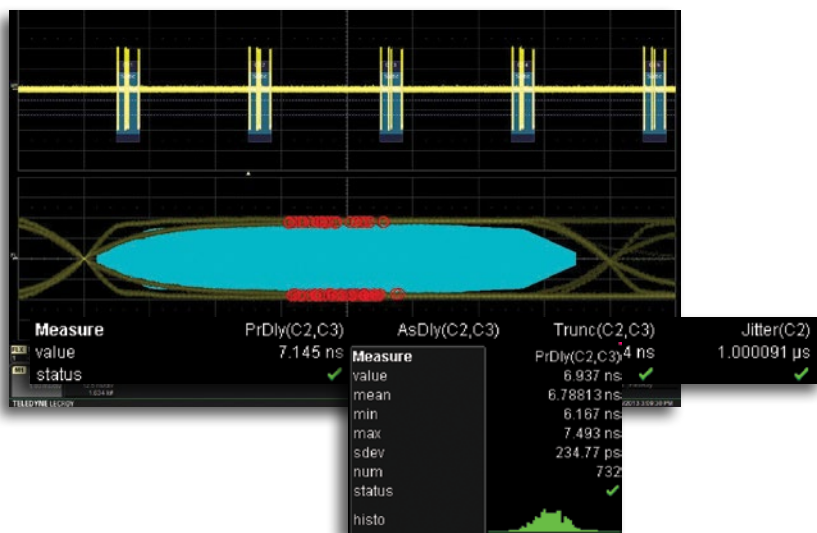 Measure PrDly(C2,C3) AsDly(C2,C3) Trunc(C2,C3) Jitter(C2)
value 7.145 ns 4 ns 1.000091 µs
status
Measure PrDly(C2,C3)
value 6.937 ns
mean 6.78813 ns
min 6.167 ns
max 7.493 ns
sdev 234.77 ps
num 732
status
histo
TELEDYNE LECROY